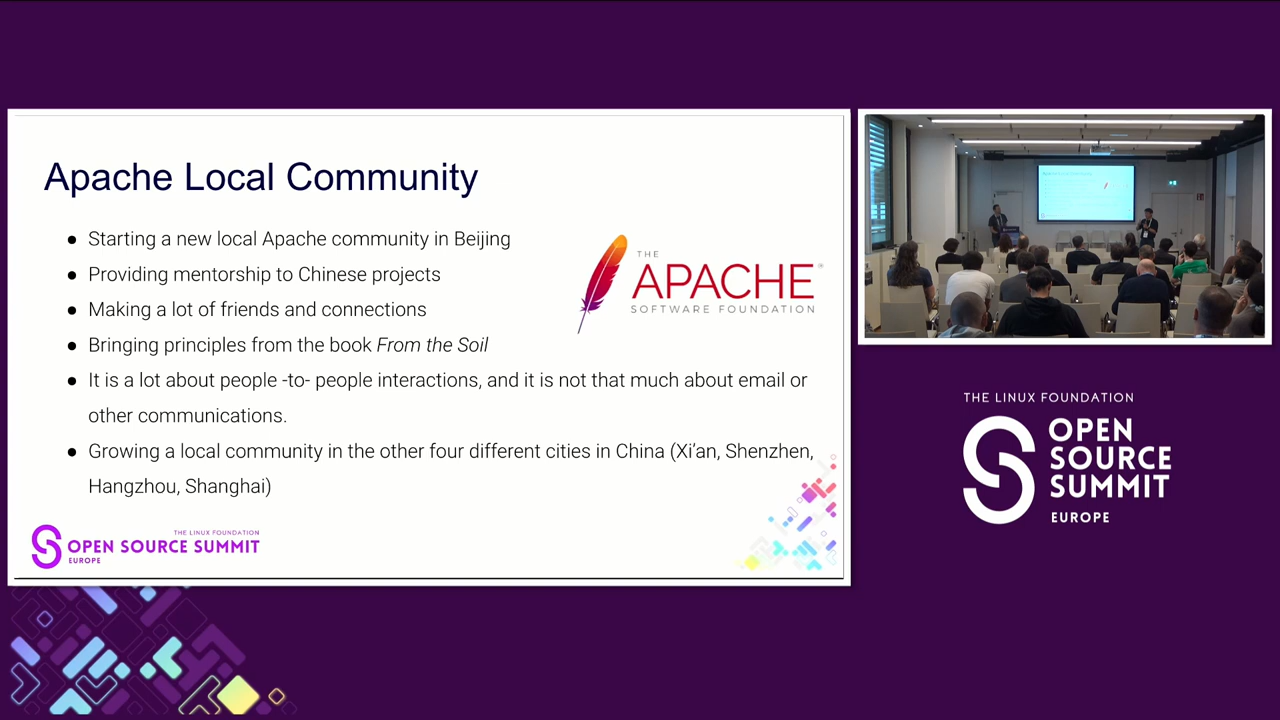 Apache Local Community
● Starting a new local Apache community in Beijing
● Providing mentorship to Chinese projects
● Making a lot of friends and connections
● Bringing principles from the book From the Soil
● It is a lot about people -to- people interactions, and it is not that much about email or
other communications.
● Growing a local community in the other four different cities in China (Xi’an, Shenzhen,
Hangzhou, Shanghai)
THE
APACHE®
SOFTWARE FOUNDATION
THE LINUX FOUNDATION
OPEN SOURCE SUMMIT
EUROPE
THE LINUX FOUNDATION
OPEN
SOURCE
SUMMIT
EUROPE